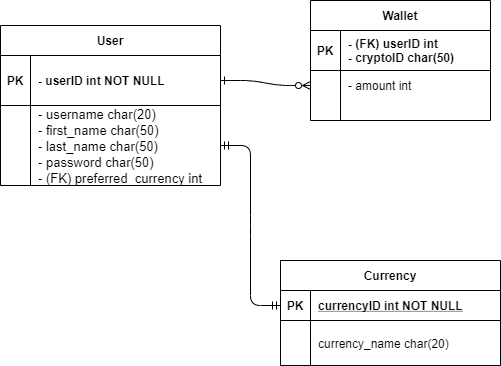 User
PK
- userID int NOT NULL
- username char(20)
- first_name char(50)
- last_name char(50)
- password char(50)
- (FK) preferred_currency int
Wallet
PK
- (FK) userID int
- cryptoID char(50)
- amount int
Currency
PK
currencyID int NOT NULL
currency_name char(20)